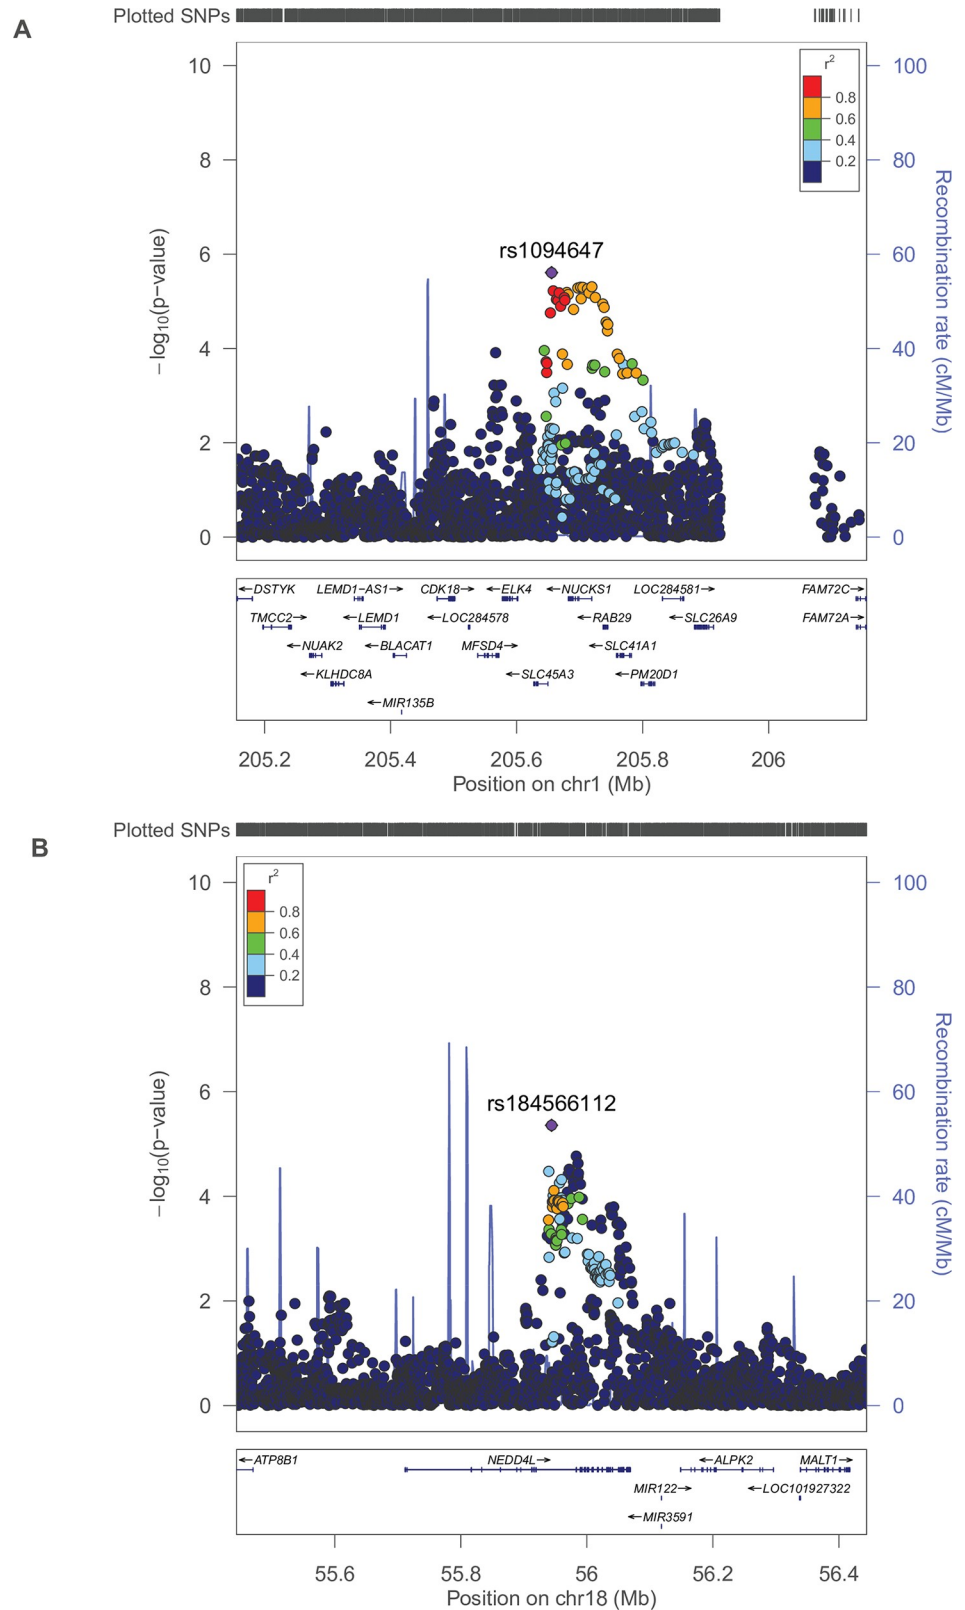 A
Plotted SNPs
r2
0.8
0.6
0.4
0.2
rs1094647
10
8
6
4
2
0
−log10(p−value)
100
80
60
40
20
0
Recombination rate (cM/Mb)
←DSTYK LEMD1−AS1→ CDK18→ ←ELK4 ←NUCKS1 LOC284581→ FAM72C→
TMCC2→ ←LEMD1 ←LOC284578 ←RAB29 ←SLC26A9 FAM72A→
←NUAK2 ←BLACAT1 MFSD4→ ←SLC41A1
←KLHDC8A ←SLC45A3 ←PM20D1
←MIR135B
205.2 205.4 205.6 205.8 206
Position on chr1 (Mb)
B
Plotted SNPs
r2
0.8
0.6
0.4
0.2
rs184566112
10
8
6
4
2
0
−log10(p−value)
100
80
60
40
20
0
Recombination rate (cM/Mb)
←ATP8B1 NEDD4L→ ←ALPK2 MALT1→
MIR122→ ←LOC101927322
←MIR3591
55.6 55.8 56 56.2 56.4
Position on chr18 (Mb)